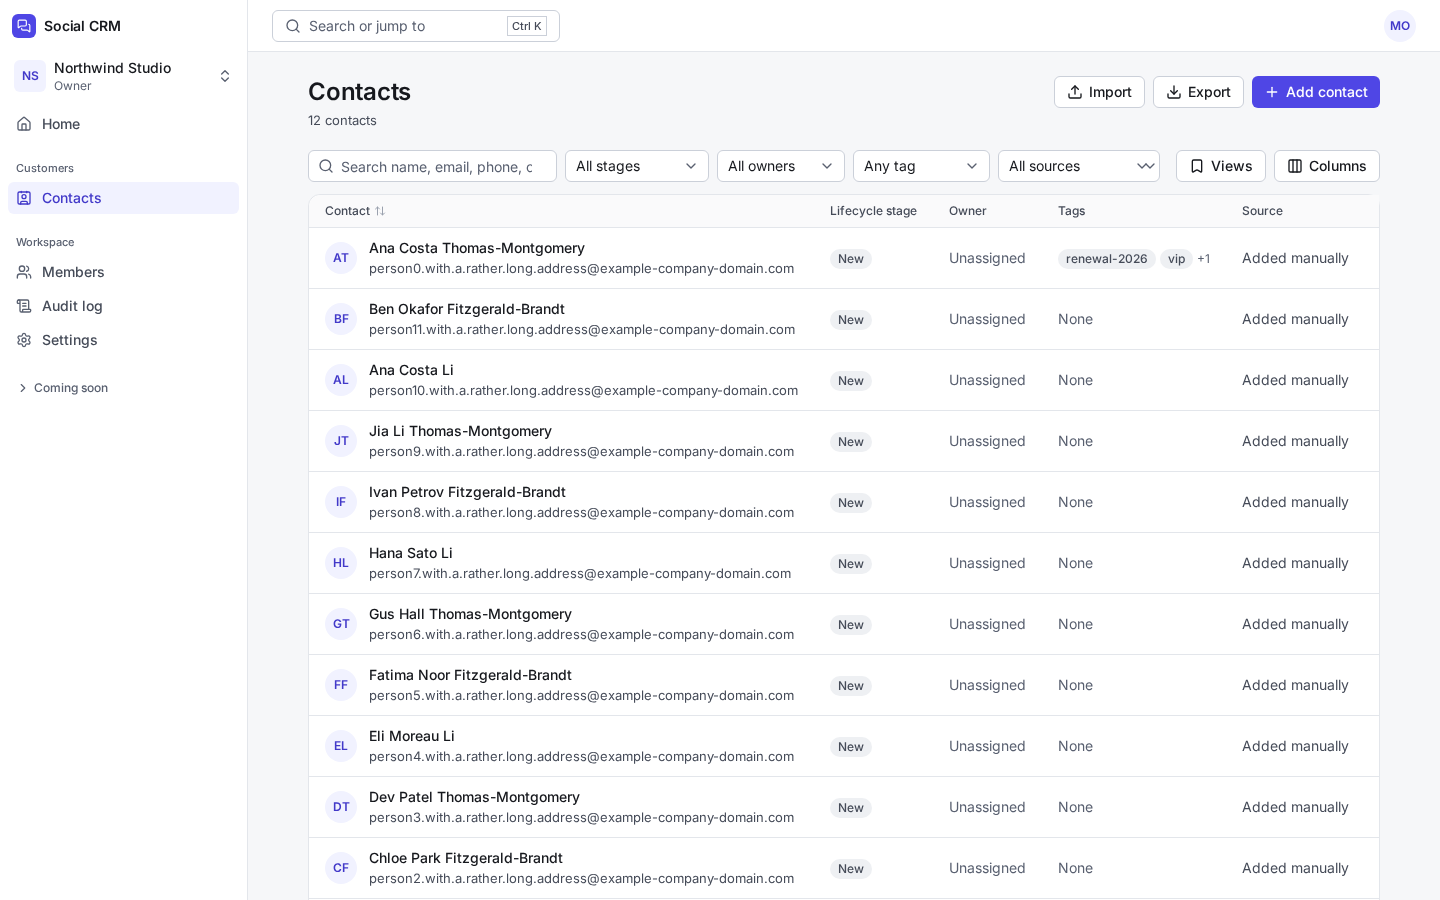 Social CRM
Search or jump to
Ctrl K
MO
NS
Northwind Studio
Owner
Home
Customers
Contacts
Workspace
Members
Audit log
Settings
Coming soon
Contacts
12 contacts
Import
Export
Add contact
Search name, email, phone, c
All stages
All owners
Any tag
All sources
Views
Columns
Contact
Lifecycle stage
Owner
Tags
Source
AT
Ana Costa Thomas-Montgomery
person0.with.a.rather.long.address@example-company-domain.com
New
Unassigned
renewal-2026
vip
+1
Added manually
BF
Ben Okafor Fitzgerald-Brandt
person11.with.a.rather.long.address@example-company-domain.com
New
Unassigned
None
Added manually
AL
Ana Costa Li
person10.with.a.rather.long.address@example-company-domain.com
New
Unassigned
None
Added manually
JT
Jia Li Thomas-Montgomery
person9.with.a.rather.long.address@example-company-domain.com
New
Unassigned
None
Added manually
IF
Ivan Petrov Fitzgerald-Brandt
person8.with.a.rather.long.address@example-company-domain.com
New
Unassigned
None
Added manually
HL
Hana Sato Li
person7.with.a.rather.long.address@example-company-domain.com
New
Unassigned
None
Added manually
GT
Gus Hall Thomas-Montgomery
person6.with.a.rather.long.address@example-company-domain.com
New
Unassigned
None
Added manually
FF
Fatima Noor Fitzgerald-Brandt
person5.with.a.rather.long.address@example-company-domain.com
New
Unassigned
None
Added manually
EL
Eli Moreau Li
person4.with.a.rather.long.address@example-company-domain.com
New
Unassigned
None
Added manually
DT
Dev Patel Thomas-Montgomery
person3.with.a.rather.long.address@example-company-domain.com
New
Unassigned
None
Added manually
CF
Chloe Park Fitzgerald-Brandt
person2.with.a.rather.long.address@example-company-domain.com
New
Unassigned
None
Added manually